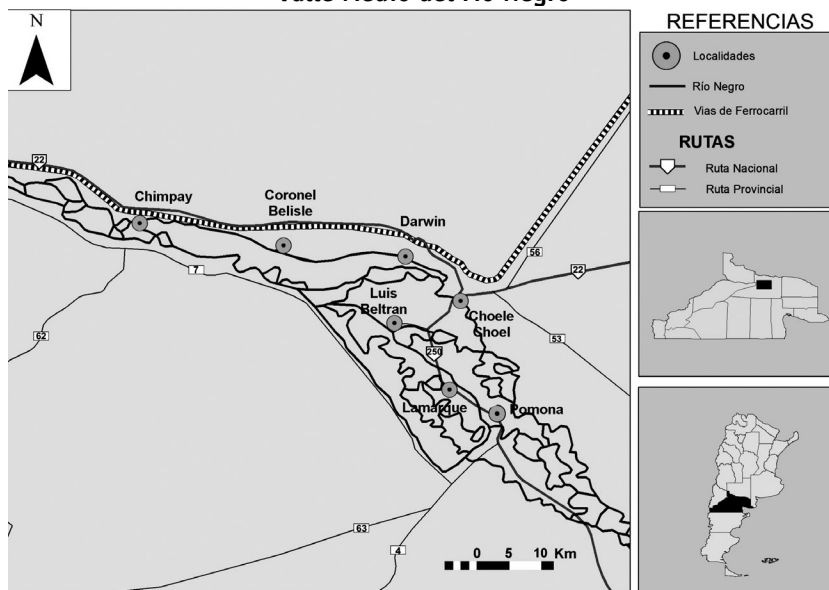 Valle Medio del Río Negro
N
REFERENCIAS
Localidades
Río Negro
Vias de Ferrocarril
RUTAS
Ruta Nacional
Ruta Provincial
22
Chimpay
Coronel
Belisle
Darwin
56
7
22
Luis
Beltran
Choele
Choel
62
53
250
Lamarque
Pomona
63
4
0 5 10 Km